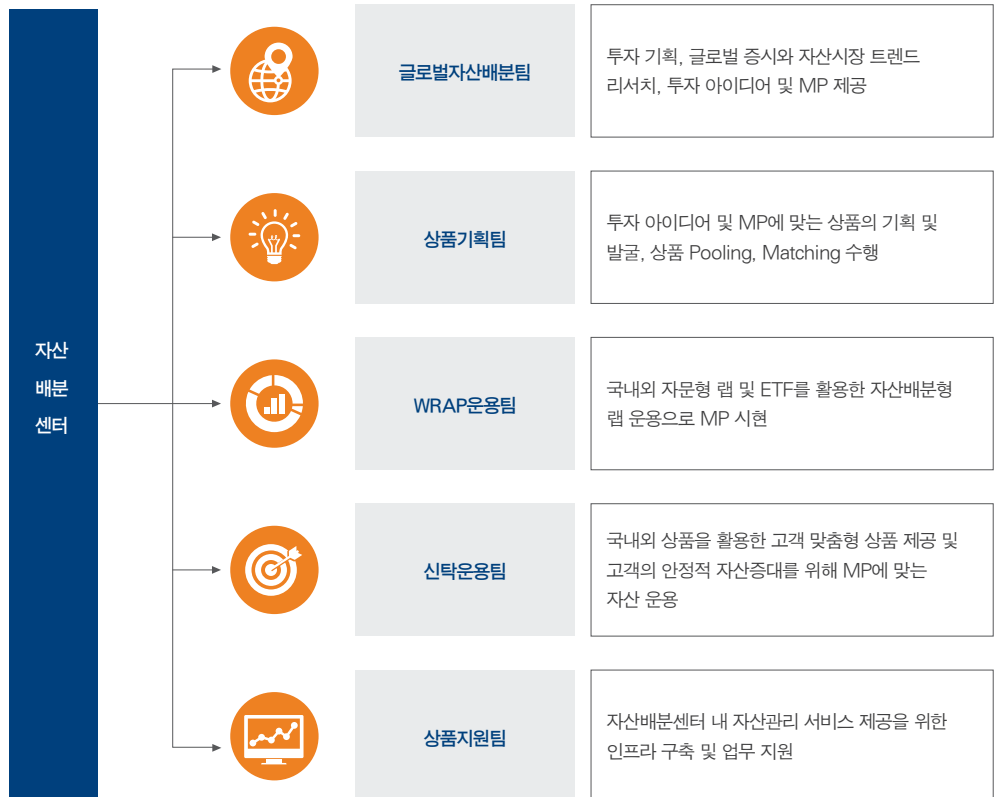 자산
배분
센터
글로벌자산배분팀
투자 기획, 글로벌 증시와 자산시장 트렌드
리서치, 투자 아이디어 및 MP 제공
상품기획팀
투자 아이디어 및 MP에 맞는 상품의 기획 및
발굴, 상품 Pooling, Matching 수행
WRAP운용팀
국내외 자문형 랩 및 ETF를 활용한 자산배분형
랩 운용으로 MP 시현
신탁운용팀
국내외 상품을 활용한 고객 맞춤형 상품 제공 및
고객의 안정적 자산증대를 위해 MP에 맞는
자산 운용
상품지원팀
자산배분센터 내 자산관리 서비스 제공을 위한
인프라 구축 및 업무 지원